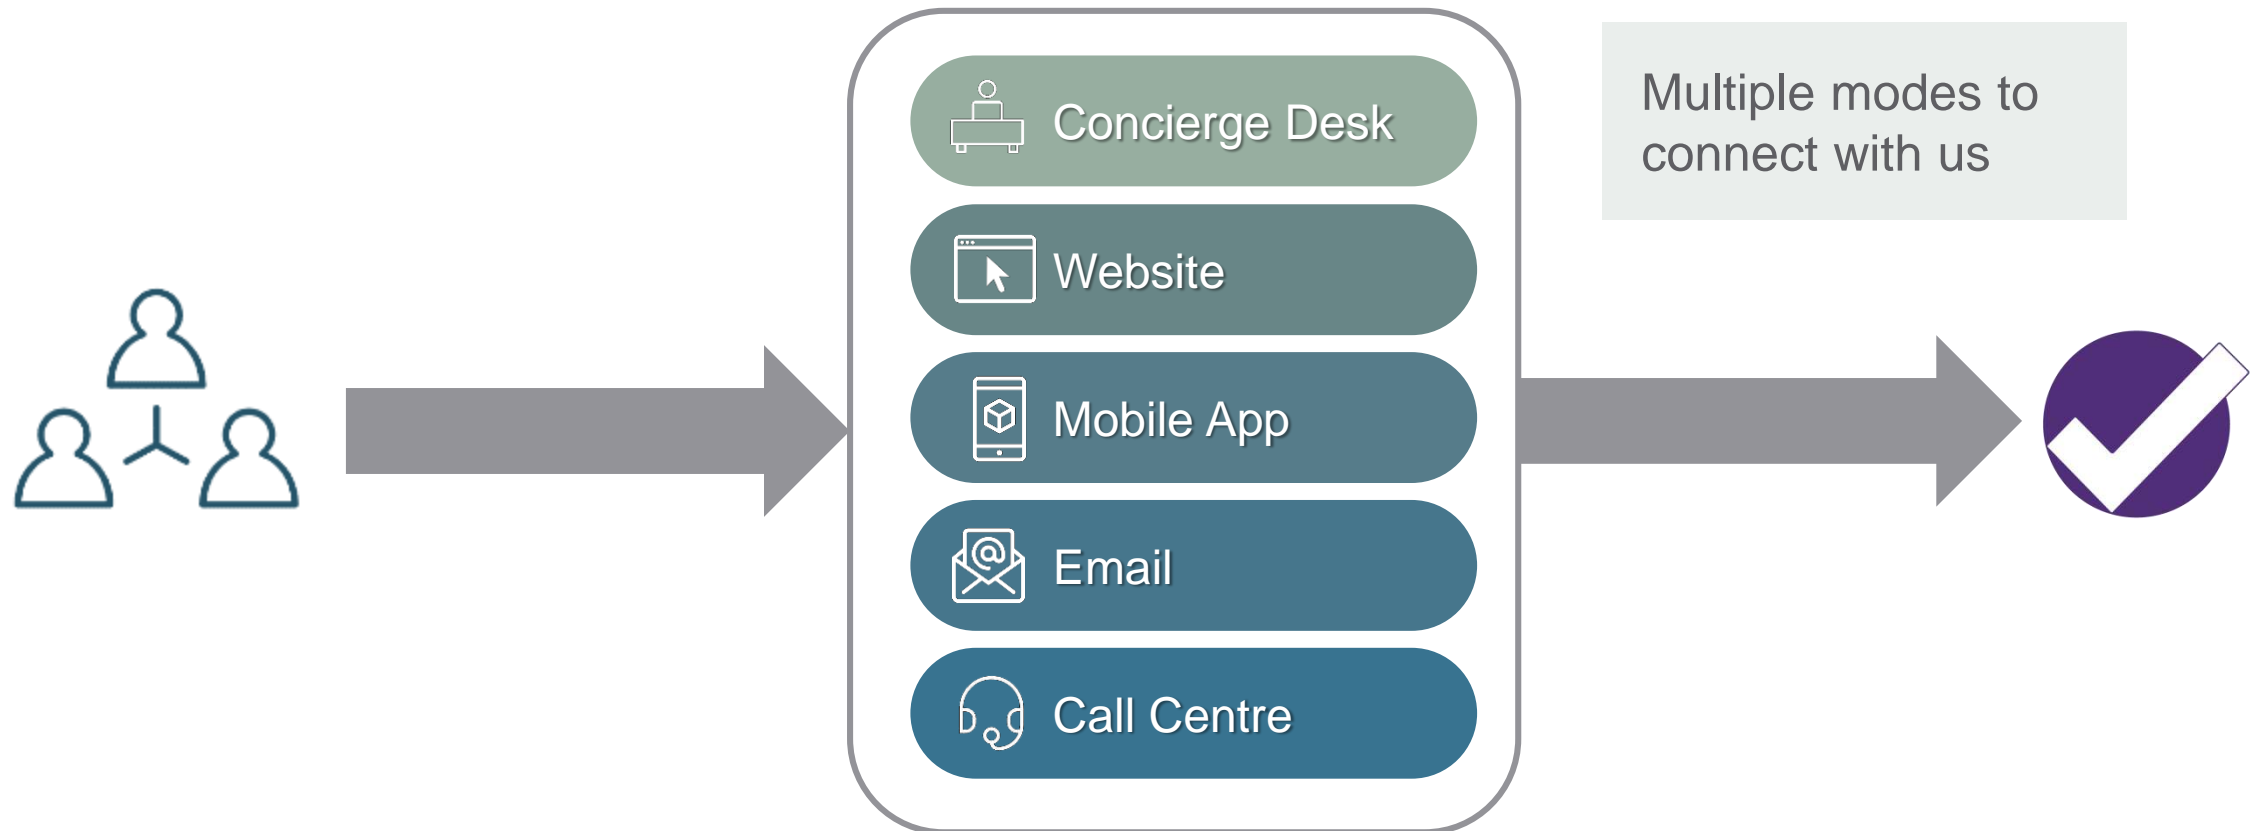 Concierge Desk
Multiple modes to
connect with us
Website
Mobile App
Email
Call Centre